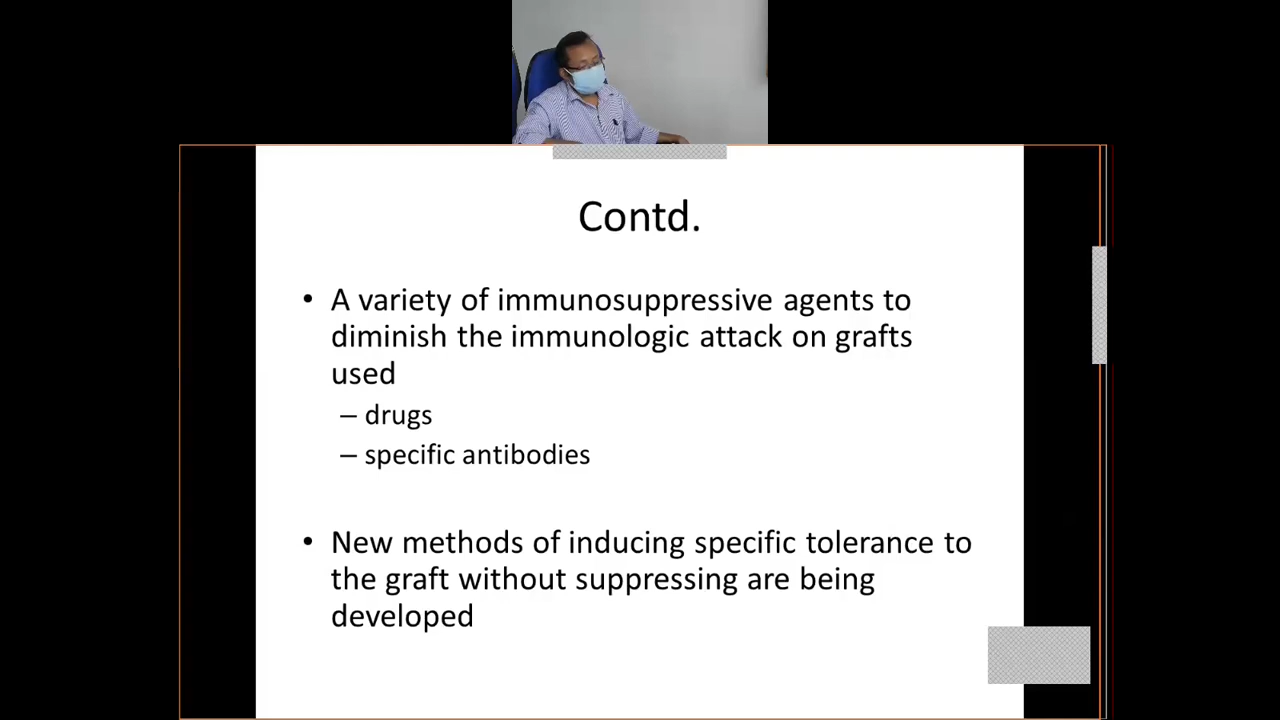 Contd.
• A variety of immunosuppressive agents to
diminish the immunologic attack on grafts
used
– drugs
– specific antibodies
• New methods of inducing specific tolerance to
the graft without suppressing are being
developed